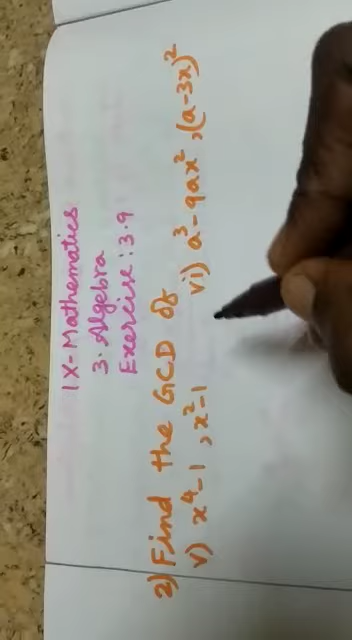 IX-Mathematics
3. Algebra
Exercise: 3.9
2) Find the GCD of
v) x⁴-1, x²-1 vi) a³-9ax², (a-3x)²